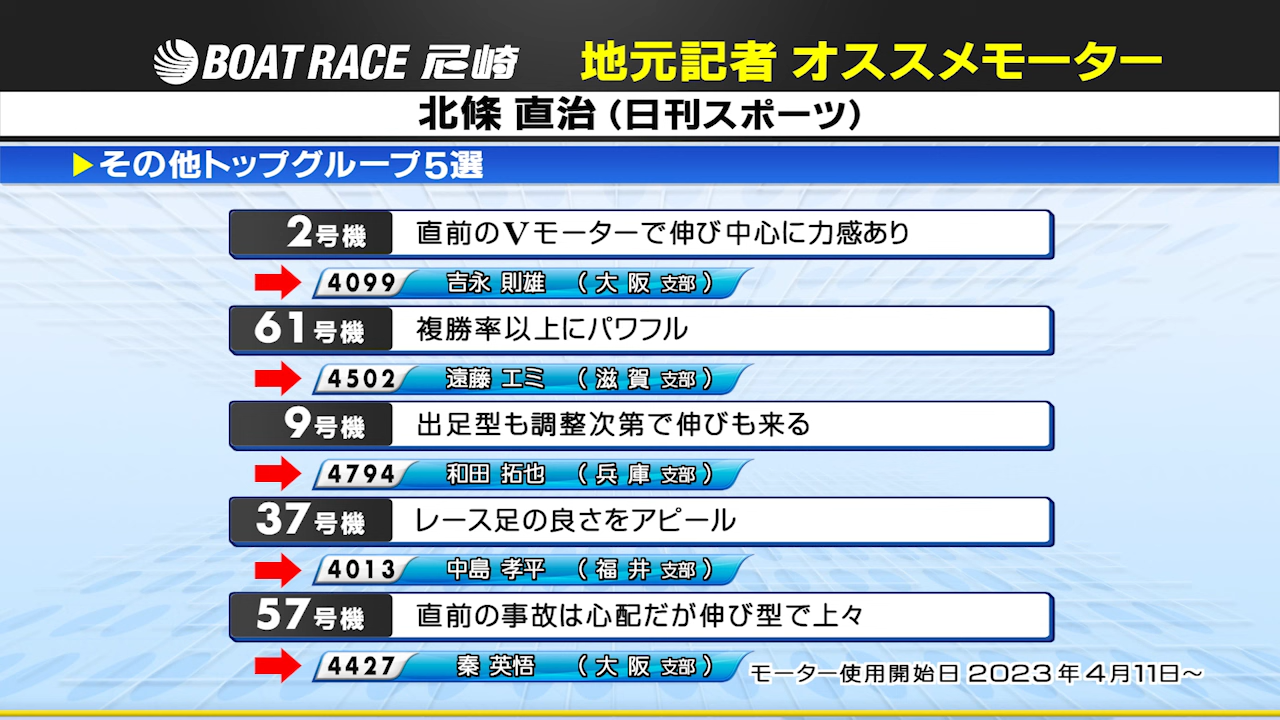 BOAT RACE 尼崎 地元記者 オススメモーター
北條 直治 (日刊スポーツ)
▶その他トップグループ5選
2号機 直前のVモーターで伸び中心に力感あり
4099 吉永 則雄 (大阪支部)
61号機 複勝率以上にパワフル
4502 遠藤 エミ (滋賀支部)
9号機 出足型も調整次第で伸びも来る
4794 和田 拓也 (兵庫支部)
37号機 レース足の良さをアピール
4013 中島 孝平 (福井支部)
57号機 直前の事故は心配だが伸び型で上々
4427 秦 英悟 (大阪支部)
モーター使用開始日 2023年4月11日～